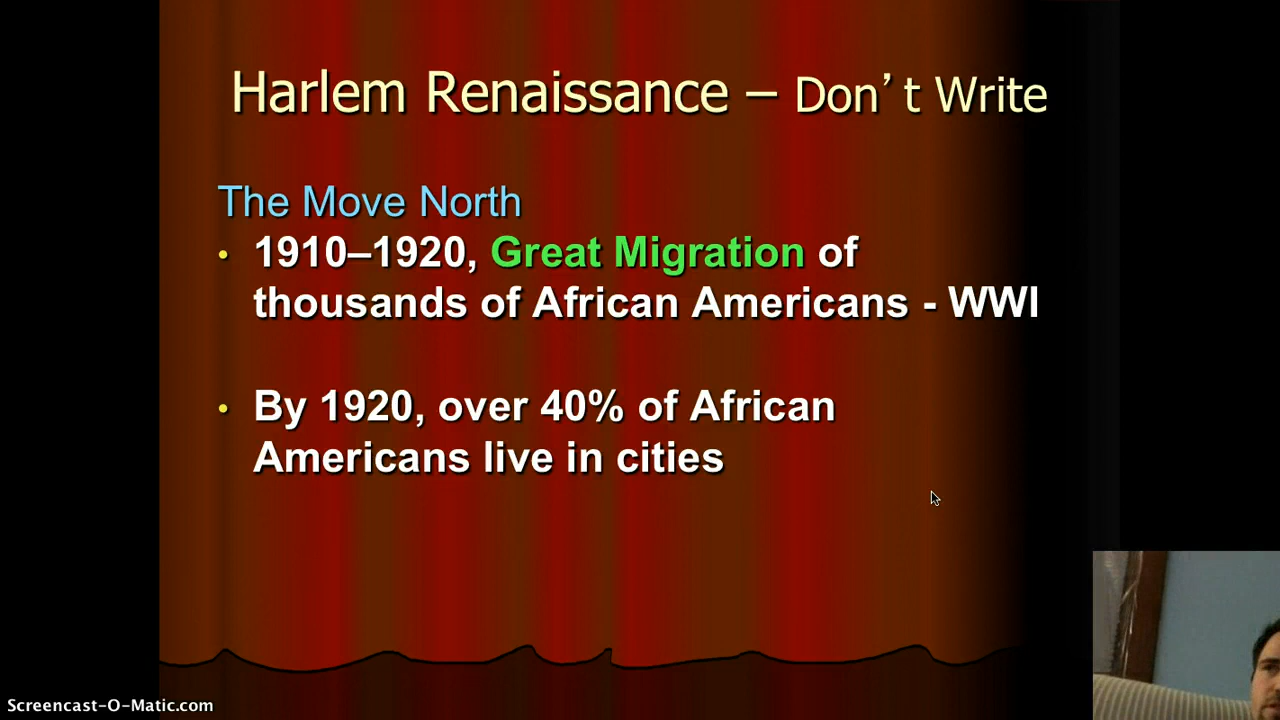 Harlem Renaissance – Don’t Write
The Move North
• 1910–1920, Great Migration of
thousands of African Americans - WWI
• By 1920, over 40% of African
Americans live in cities
Screencast-O-Matic.com